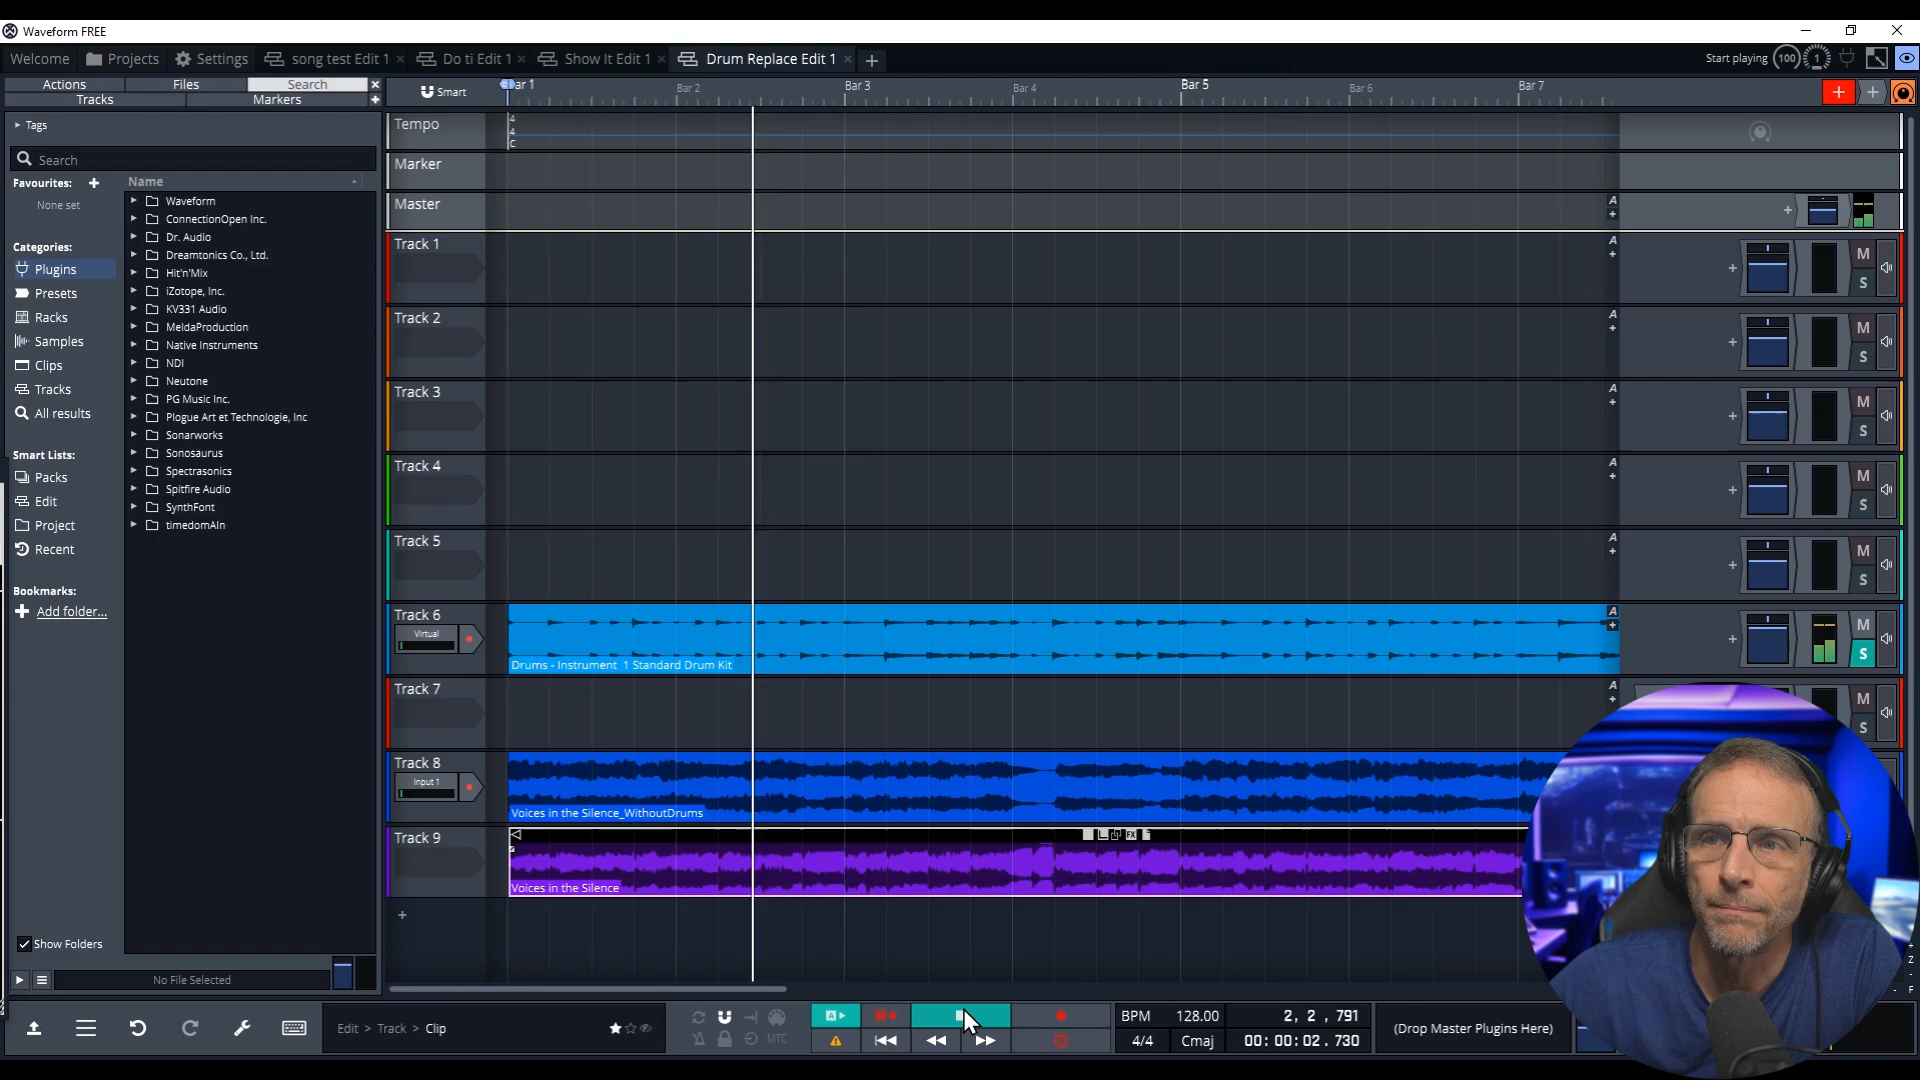 Waveform FREE
Welcome Projects Settings song test Edit 1 × Do ti Edit 1 × Show It Edit 1 × Drum Replace Edit 1 × +
Start playing 100 1
Actions Files Search
Tracks Markers
Smart
Bar 1 Bar 2 Bar 3 Bar 4 Bar 5 Bar 6 Bar 7
Tags
Search
Favourites: +
None set
Categories:
Plugins
Presets
Racks
Samples
Clips
Tracks
All results
Smart Lists:
Packs
Edit
Project
Recent
Bookmarks:
Add folder...
Show Folders
Name
Waveform
ConnectionOpen Inc.
Dr. Audio
Dreamtonics Co., Ltd.
Hit'n'Mix
iZotope, Inc.
KV331 Audio
MeldaProduction
Native Instruments
NDI
Neutone
PG Music Inc.
Plogue Art et Technologie, Inc
Sonarworks
Sonosaurus
Spectrasonics
Spitfire Audio
SynthFont
timedomAIn
No File Selected
Tempo
4
4
C
Marker
Master
A
Track 1
A M
S
Track 2
A M
S
Track 3
A M
S
Track 4
A M
S
Track 5
A M
S
Track 6
Virtual
Drums - Instrument 1 Standard Drum Kit
A M
S
Track 7
A M
S
Track 8
Input 1
Voices in the Silence_WithoutDrums
Track 9
FX
Voices in the Silence
Edit > Track > Clip
MTC
A
BPM 128.00
4/4 Cmaj
2, 2 , 791
00: 00: 02. 730
(Drop Master Plugins Here)
Z
F